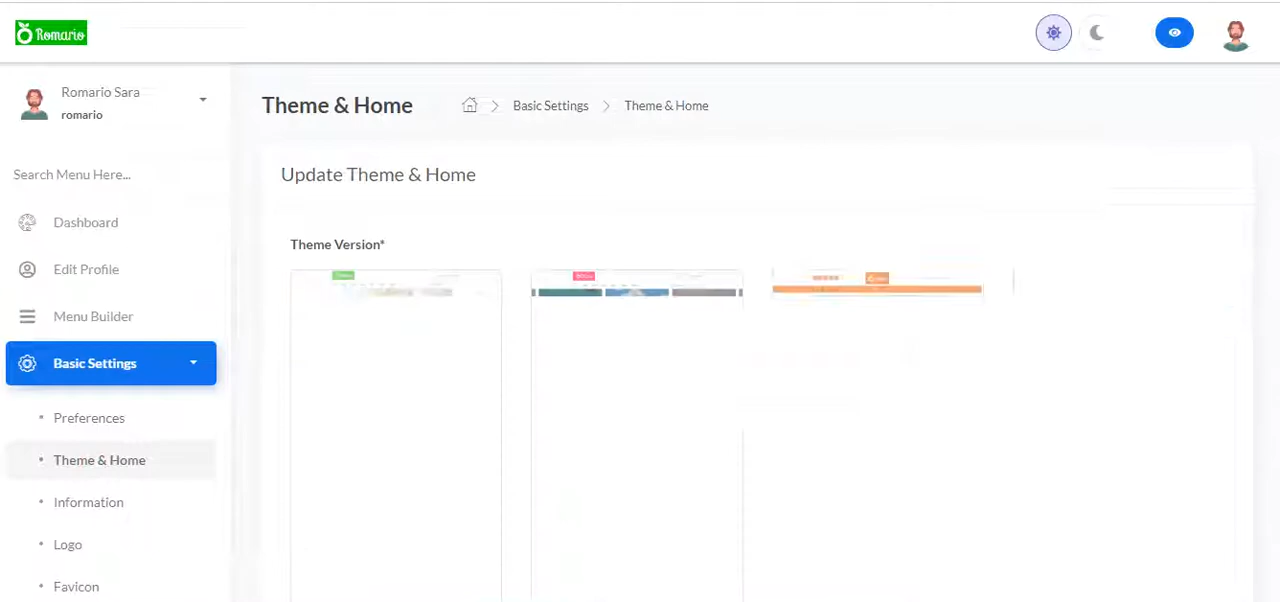 Romario
Romario Sara
romario
Search Menu Here...
Dashboard
Edit Profile
Menu Builder
Basic Settings
Preferences
Theme & Home
Information
Logo
Favicon
Theme & Home
Basic Settings
Theme & Home
Update Theme & Home
Theme Version*